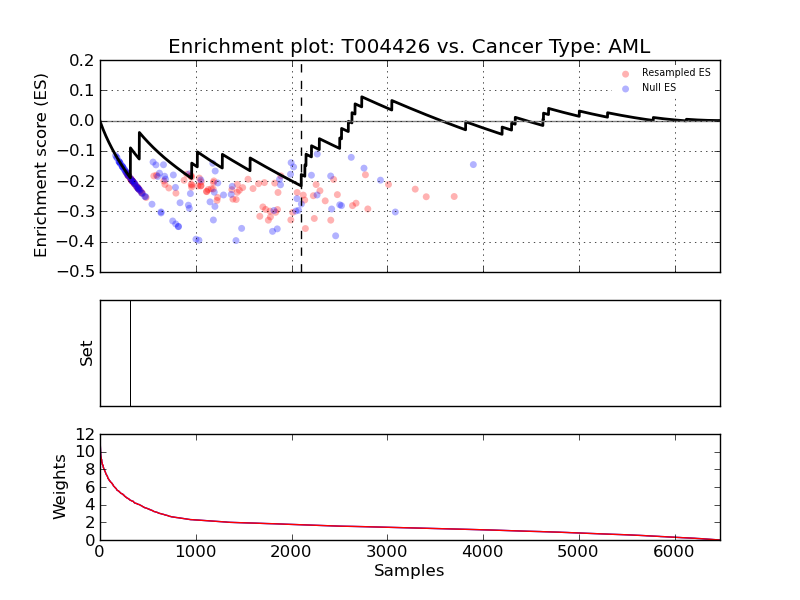 Enrichment plot: T004426 vs. Cancer Type: AML
0.2
0.1
0.0
−0.1
−0.2
−0.3
−0.4
−0.5
Enrichment score (ES)
Resampled ES
Null ES
Set
12
10
8
6
4
2
0
Weights
0 1000 2000 3000 4000 5000 6000
Samples